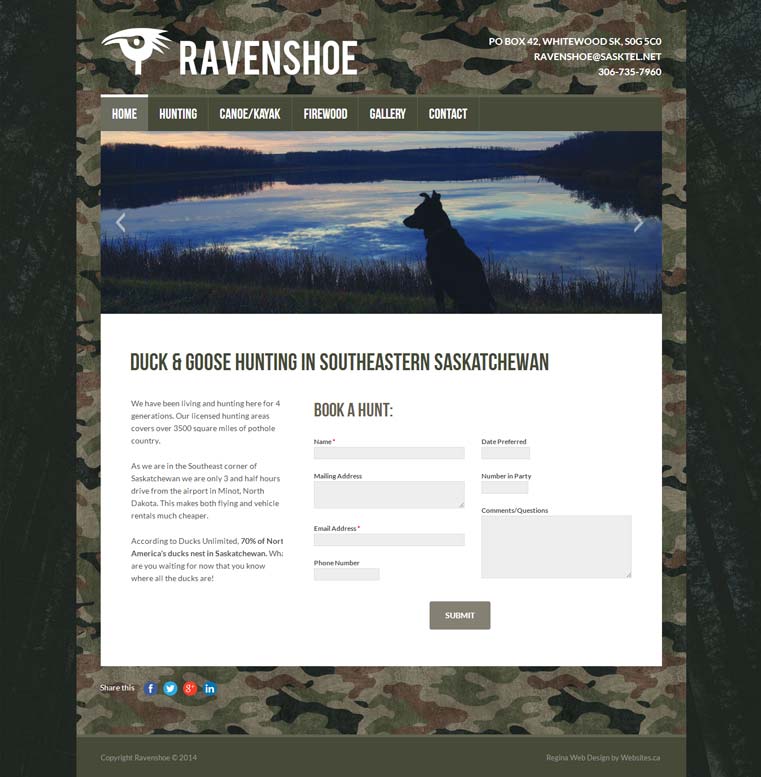 RAVENSHOE
PO BOX 42, WHITEWOOD SK, S0G 5C0
RAVENSHOE@SASKTEL.NET
306-735-7960
HOME HUNTING CANOE/KAYAK FIREWOOD GALLERY CONTACT
DUCK & GOOSE HUNTING IN SOUTHEASTERN SASKATCHEWAN
We have been living and hunting here for 4
generations. Our licensed hunting areas
covers over 3500 square miles of pothole
country.
As we are in the Southeast corner of
Saskatchewan we are only 3 and half hours
drive from the airport in Minot, North
Dakota. This makes both flying and vehicle
rentals much cheaper.
According to Ducks Unlimited, 70% of Nort
America's ducks nest in Saskatchewan. Wh
are you waiting for now that you know
where all the ducks are!
BOOK A HUNT:
Name *
Mailing Address
Email Address *
Phone Number
Date Preferred
Number in Party
Comments/Questions
SUBMIT
Share this
Copyright Ravenshoe © 2014
Regina Web Design by Websites.ca